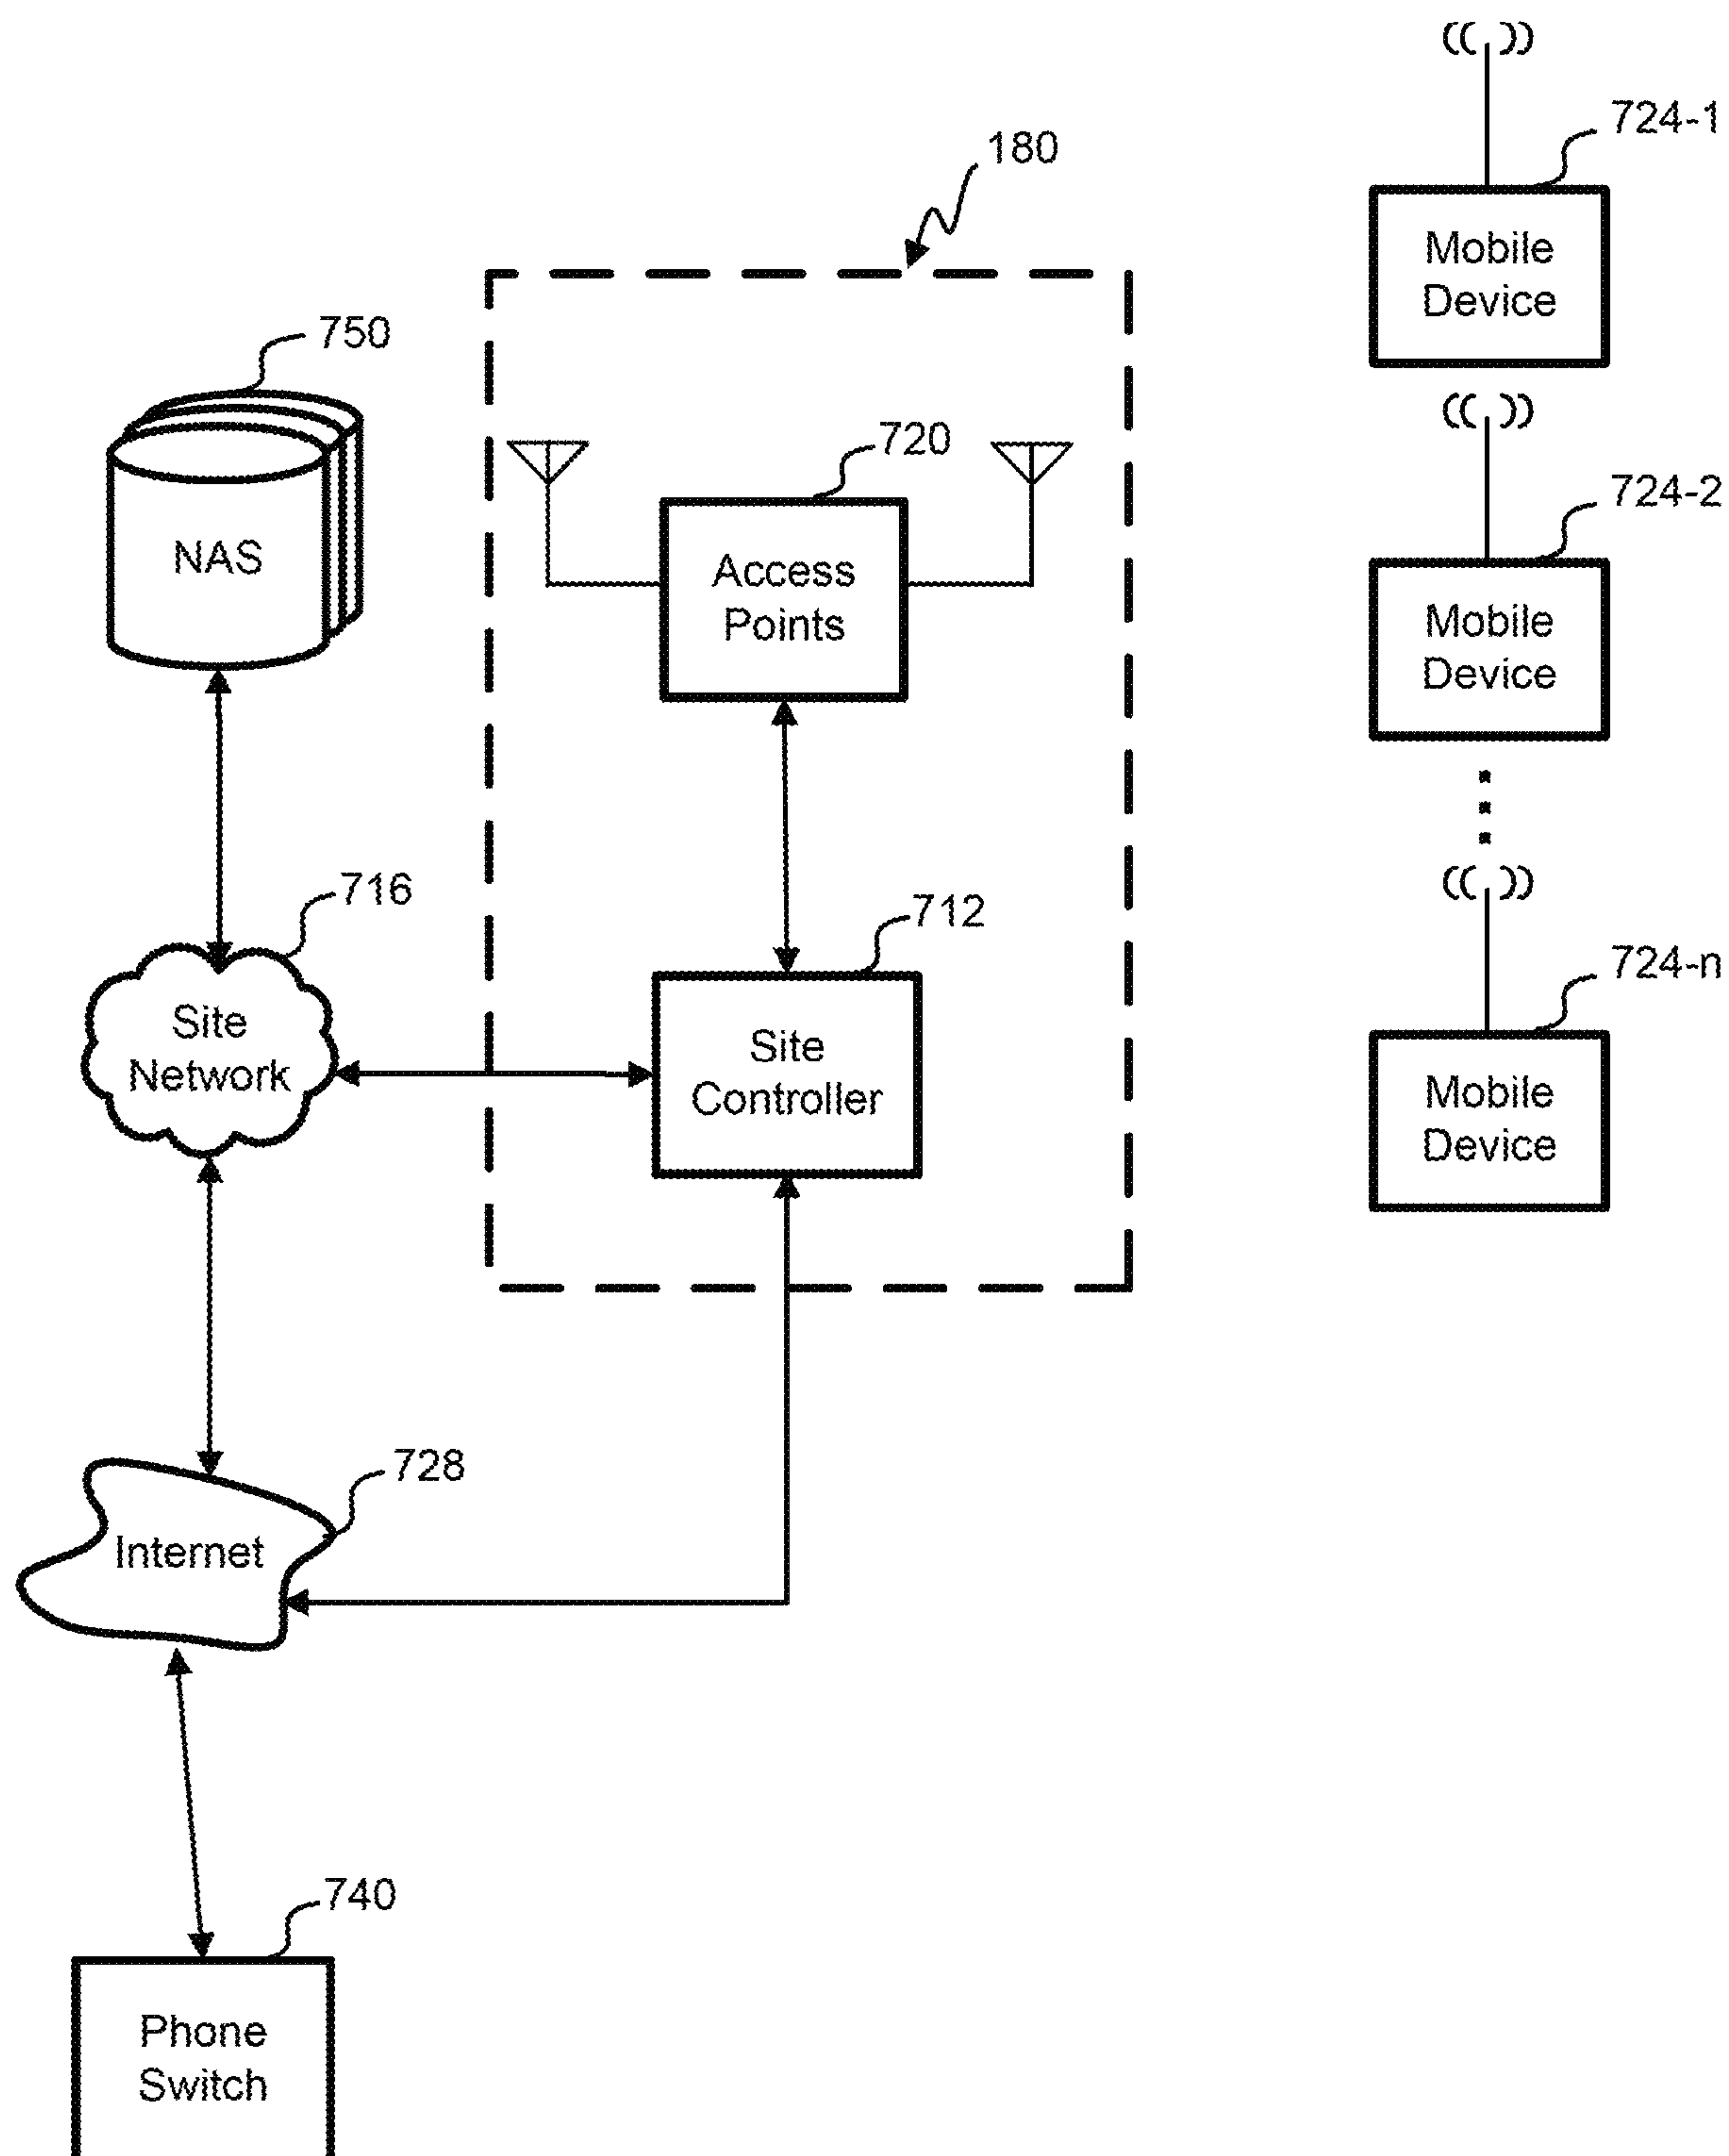 724-1
180
Mobile
Device
750
720
724-2
NAS
Access
Points
Mobile
Device
716
712
724-n
Site
Network
Site
Controller
Mobile
Device
728
Internet
740
Phone
Switch